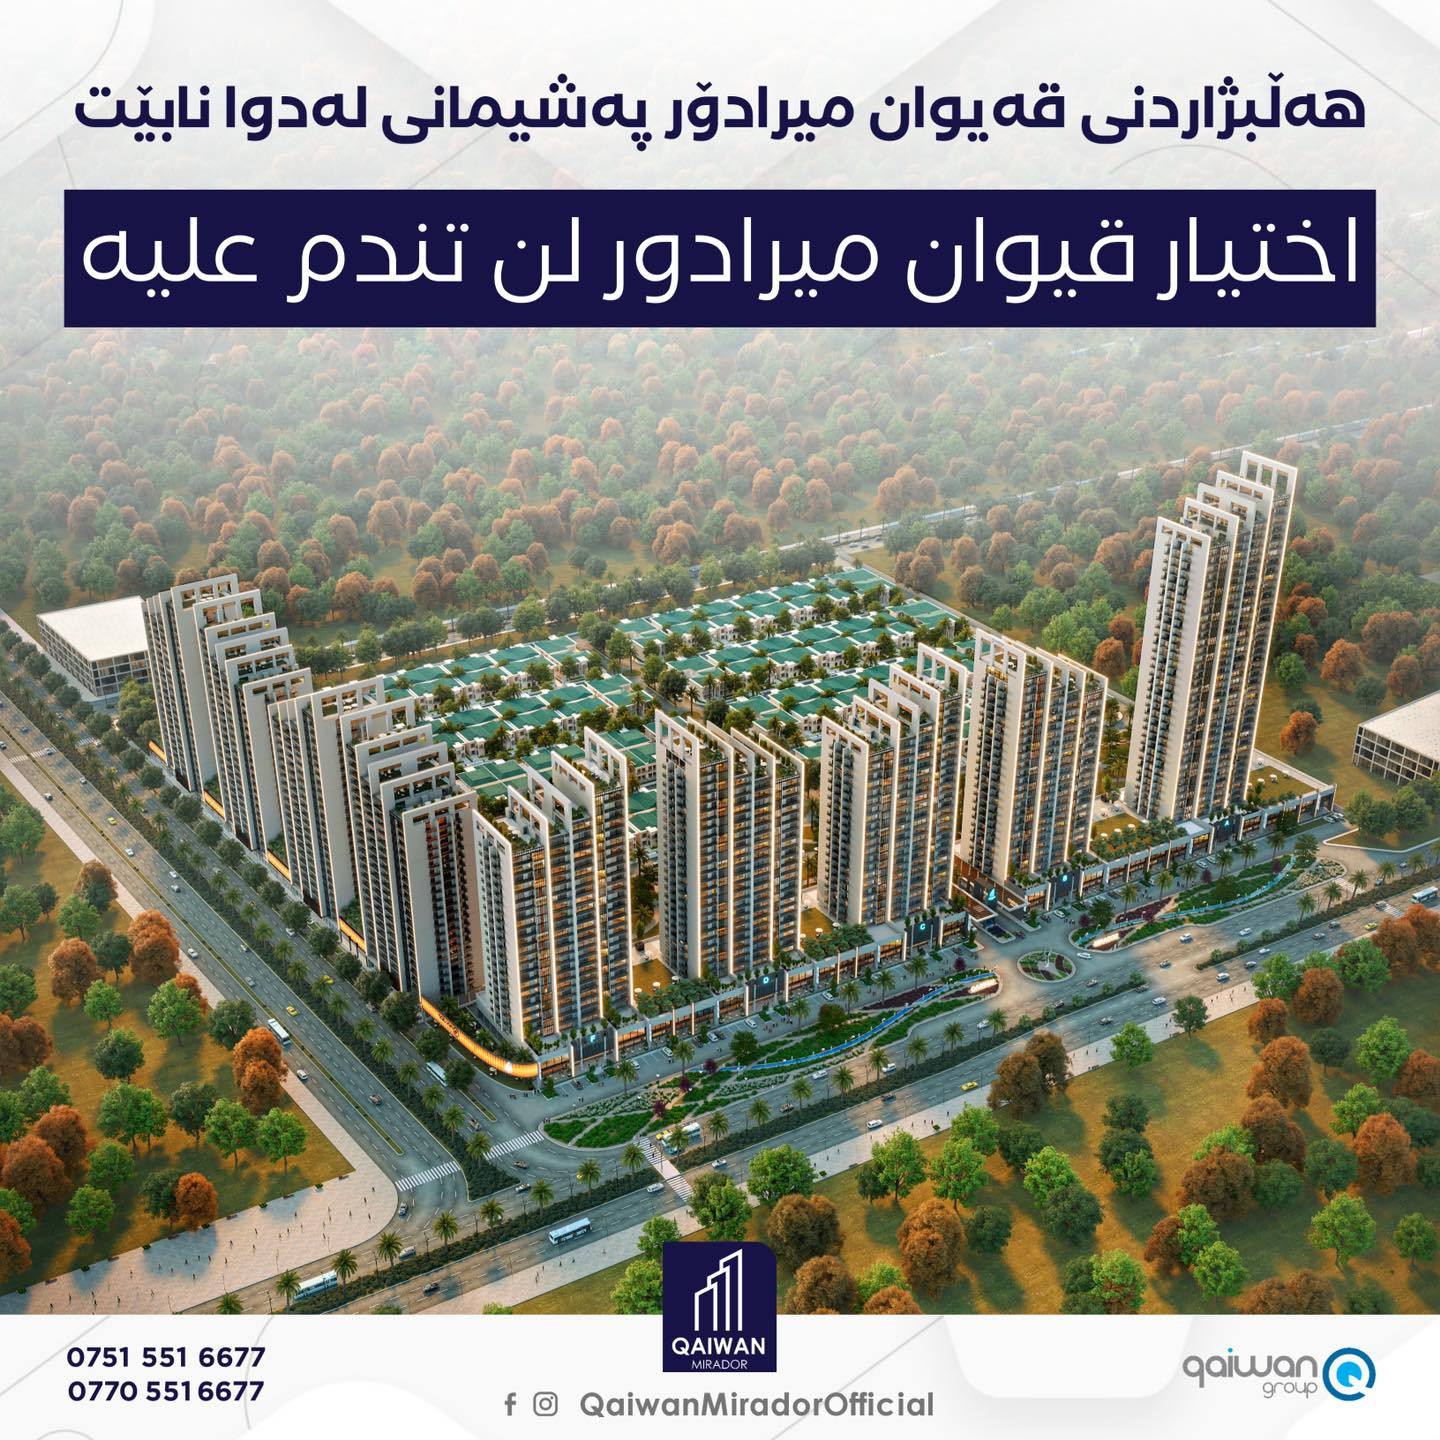 هەڵبژاردنی قەیوان میرادۆر پەشیمانی لەدوا نابێت
اختيار قيوان ميرادور لن تندم عليه
A
B
C
D
F
QAIWAN
MIRADOR
0751 551 6677
0770 551 6677
QaiwanMiradorOfficial
qaiwan
group